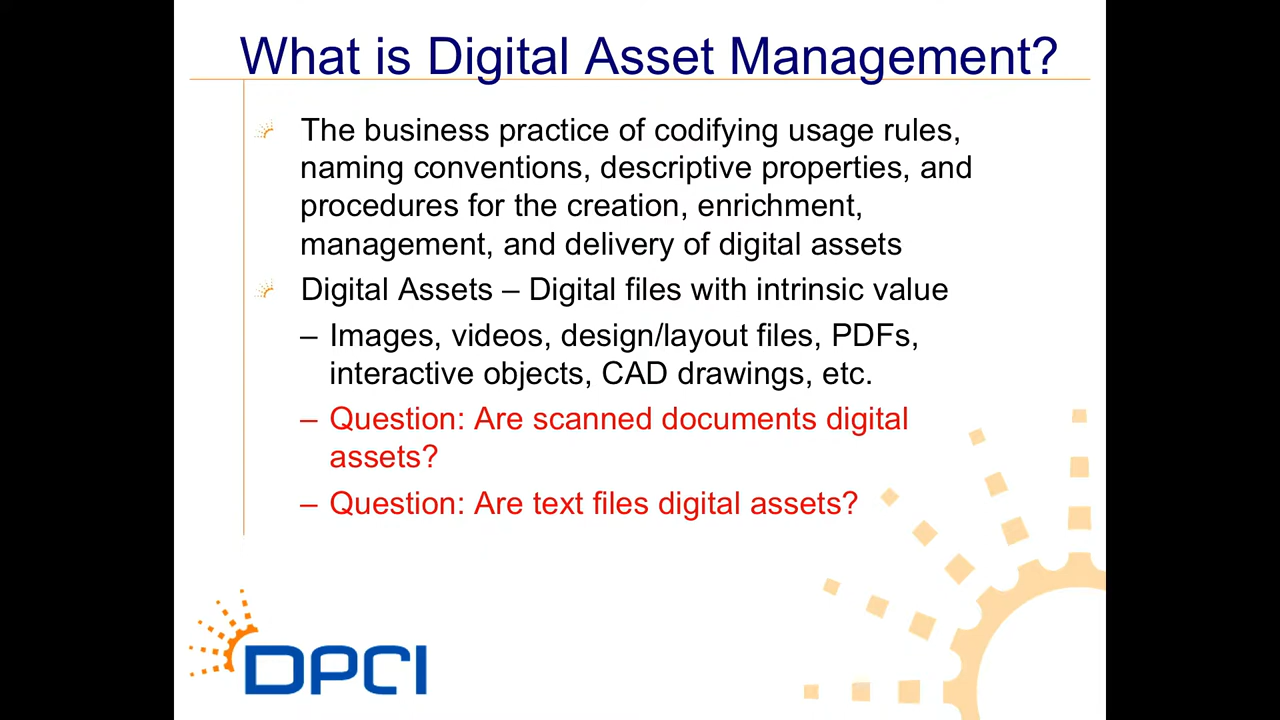 What is Digital Asset Management?
The business practice of codifying usage rules,
naming conventions, descriptive properties, and
procedures for the creation, enrichment,
management, and delivery of digital assets
Digital Assets – Digital files with intrinsic value
– Images, videos, design/layout files, PDFs,
interactive objects, CAD drawings, etc.
– Question: Are scanned documents digital
assets?
– Question: Are text files digital assets?
DPCI